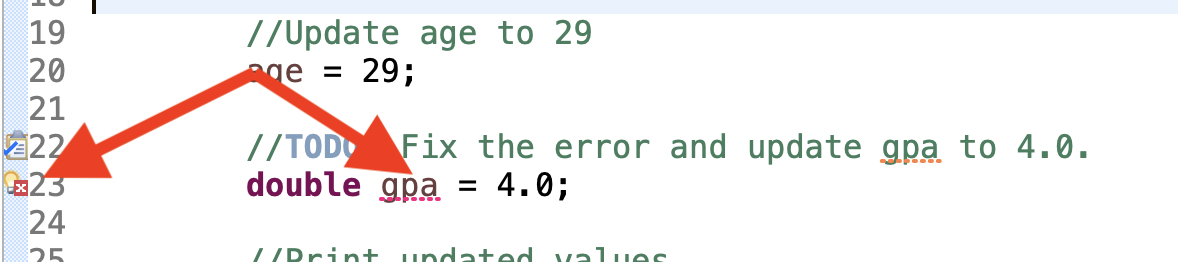 18
19 //Update age to 29
20 age = 29;
21
22 //TODO Fix the error and update gpa to 4.0.
23 double gpa = 4.0;
24
25 //Print updated values